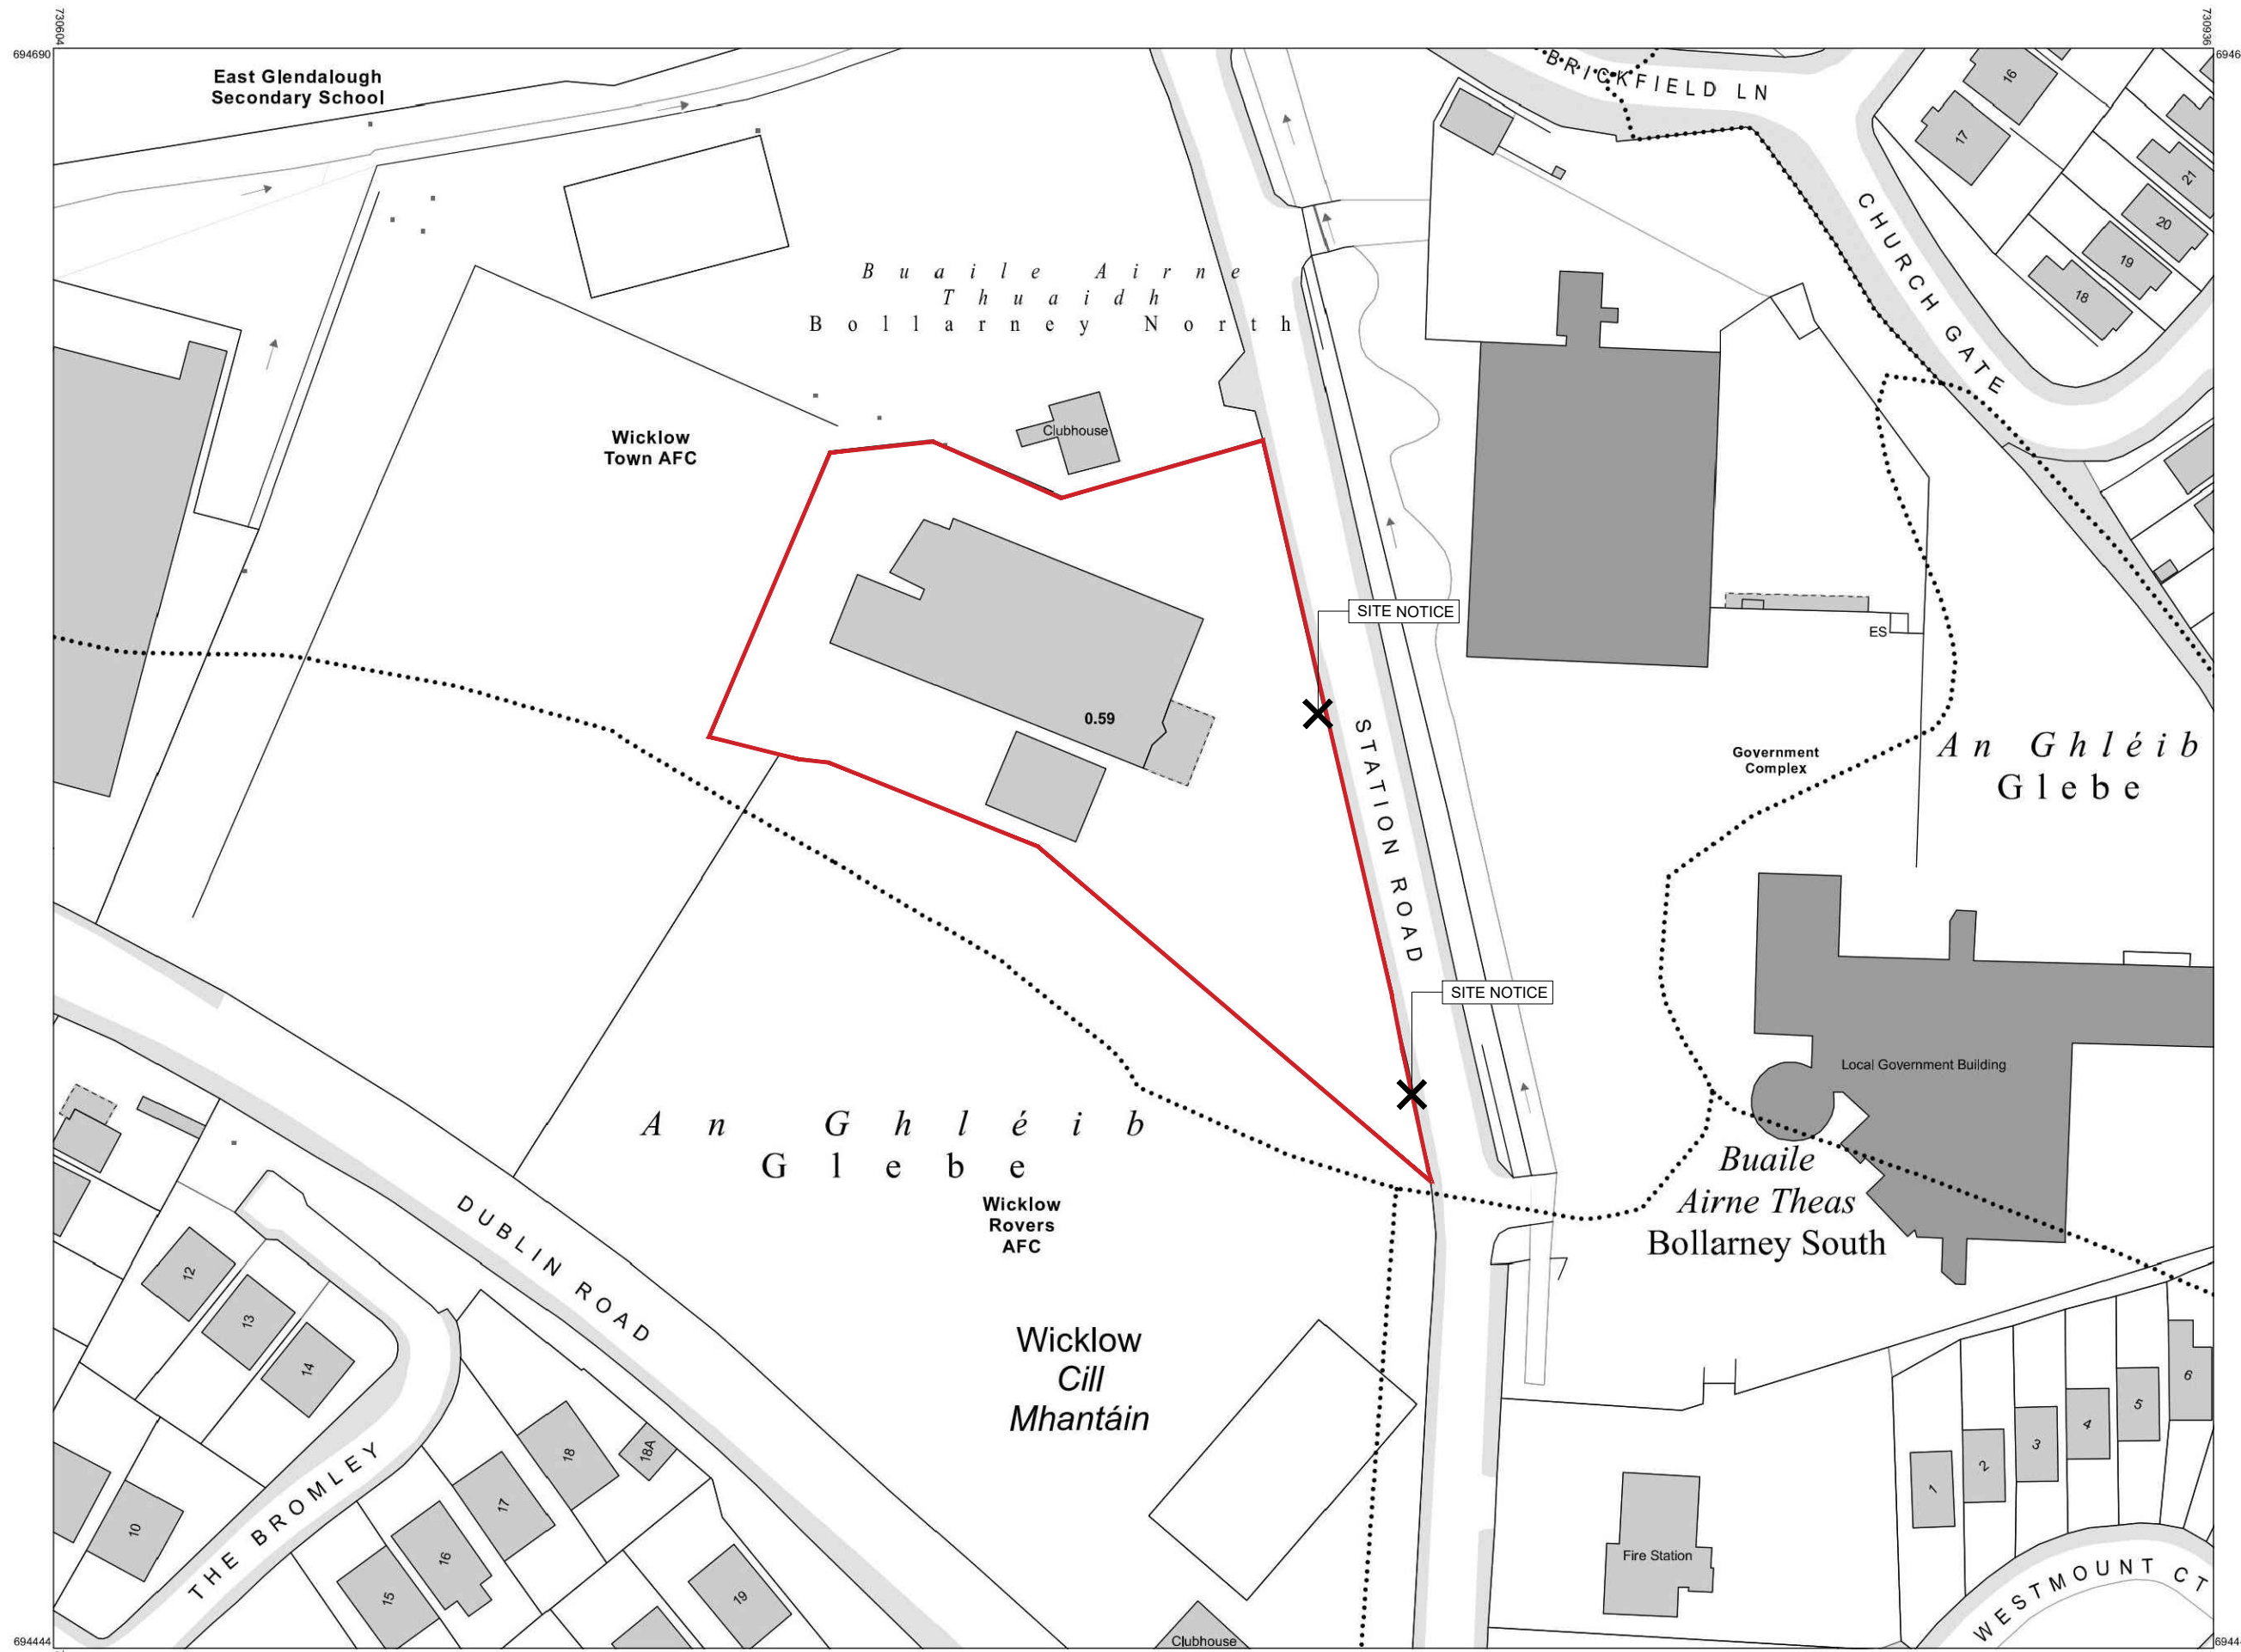 730604
730936
694690
6946
East Glendalough
Secondary School
BRICKFIELD LN
16
17
21
20
19
18
CHURCH GATE
Buaile Airne
Thuaidh
Bollarney North
Clubhouse
Wicklow
Town AFC
SITE NOTICE
ES
0.59
STATION ROAD
Government
Complex
An Ghléib
Glebe
SITE NOTICE
Local Government Building
An Ghléib
Glebe
Buaile
Airne Theas
Bollarney South
Wicklow
Rovers
AFC
DUBLIN ROAD
12
13
14
Wicklow
Cill
Mhantáin
18
18A
17
16
15
19
10
THE BROMLEY
1
2
3
4
5
6
Fire Station
WESTMOUNT CT
Clubhouse
694444
6944